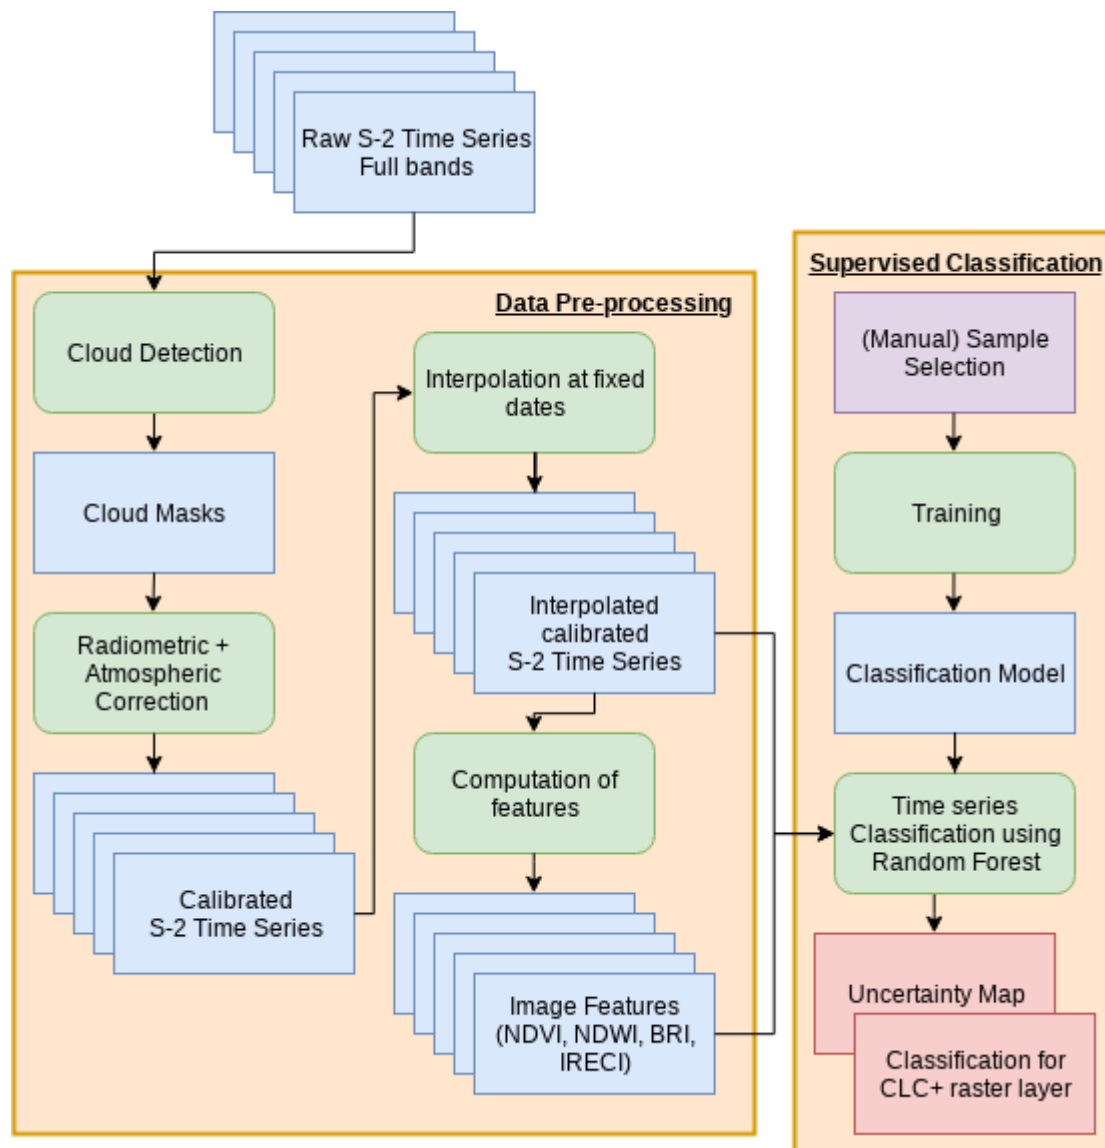 Raw S-2 Time Series
Full bands
Data Pre-processing
Cloud Detection
Cloud Masks
Radiometric +
Atmospheric
Correction
Calibrated
S-2 Time Series
Interpolation at fixed
dates
Interpolated
calibrated
S-2 Time Series
Computation of
features
Image Features
(NDVI, NDWI, BRI,
IRECI)
Supervised Classification
(Manual) Sample
Selection
Training
Classification Model
Time series
Classification using
Random Forest
Uncertainty Map
Classification for
CLC+ raster layer